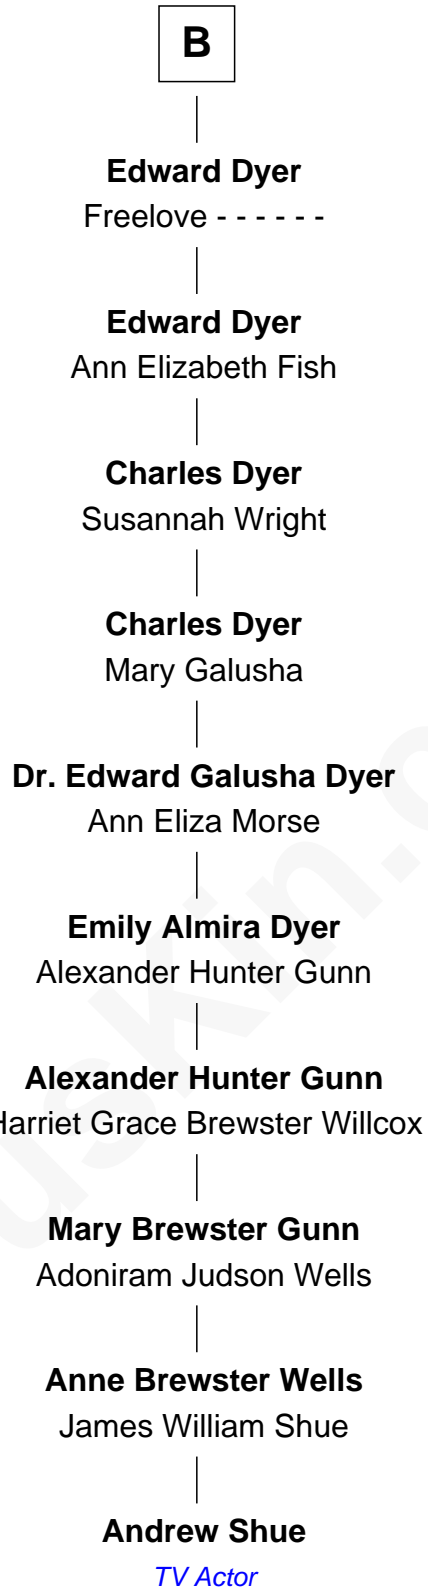 B
Edward Dyer
Freelove - - - - - -
Edward Dyer
Ann Elizabeth Fish
Charles Dyer
Susannah Wright
Charles Dyer
Mary Galusha
Dr. Edward Galusha Dyer
Ann Eliza Morse
Emily Almira Dyer
Alexander Hunter Gunn
Alexander Hunter Gunn
Harriet Grace Brewster Willcox
Mary Brewster Gunn
Adoniram Judson Wells
Anne Brewster Wells
James William Shue
Andrew Shue
TV Actor